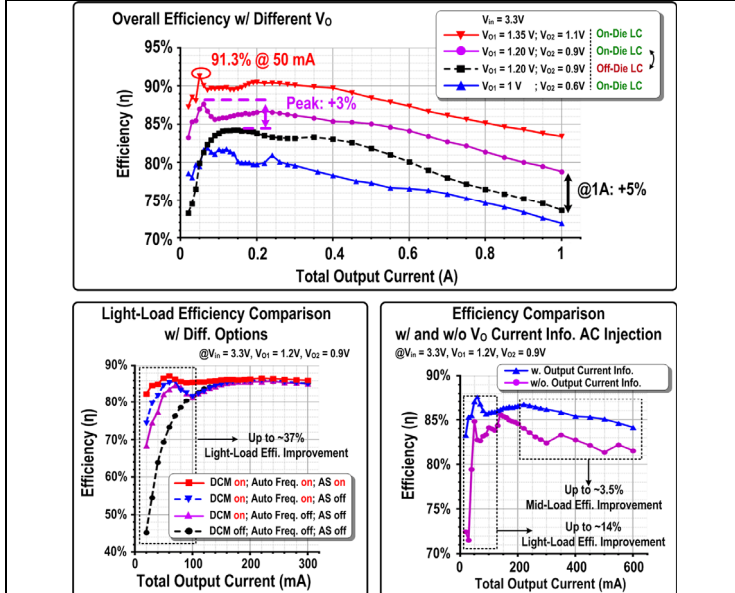 Overall Efficiency w/ Different VO
Vin = 3.3V
VO1 = 1.35 V; VO2 = 1.1V On-Die LC
VO1 = 1.20 V; VO2 = 0.9V On-Die LC
VO1 = 1.20 V; VO2 = 0.9V Off-Die LC
VO1 = 1 V ; VO2 = 0.6V On-Die LC
95%
90%
85%
80%
75%
70%
Efficiency (η)
91.3% @ 50 mA
Peak: +3%
@1A: +5%
0 0.2 0.4 0.6 0.8 1
Total Output Current (A)
Light-Load Efficiency Comparison
w/ Diff. Options
@Vin = 3.3V, VO1 = 1.2V, VO2 = 0.9V
90%
80%
70%
60%
50%
40%
Efficiency (η)
Up to ~37%
Light-Load Effi. Improvement
DCM on; Auto Freq. on; AS on
DCM on; Auto Freq. on; AS off
DCM on; Auto Freq. off; AS off
DCM off; Auto Freq. off; AS off
0 100 200 300
Total Output Current (mA)
Efficiency Comparison
w/ and w/o VO Current Info. AC Injection
@Vin = 3.3V, VO1 = 1.2V, VO2 = 0.9V
90%
85%
80%
75%
70%
Efficiency (η)
w. Output Current Info.
w/o. Output Current Info.
Up to ~3.5%
Mid-Load Effi. Improvement
Up to ~14%
Light-Load Effi. Improvement
0 200 400 600
Total Output Current (mA)